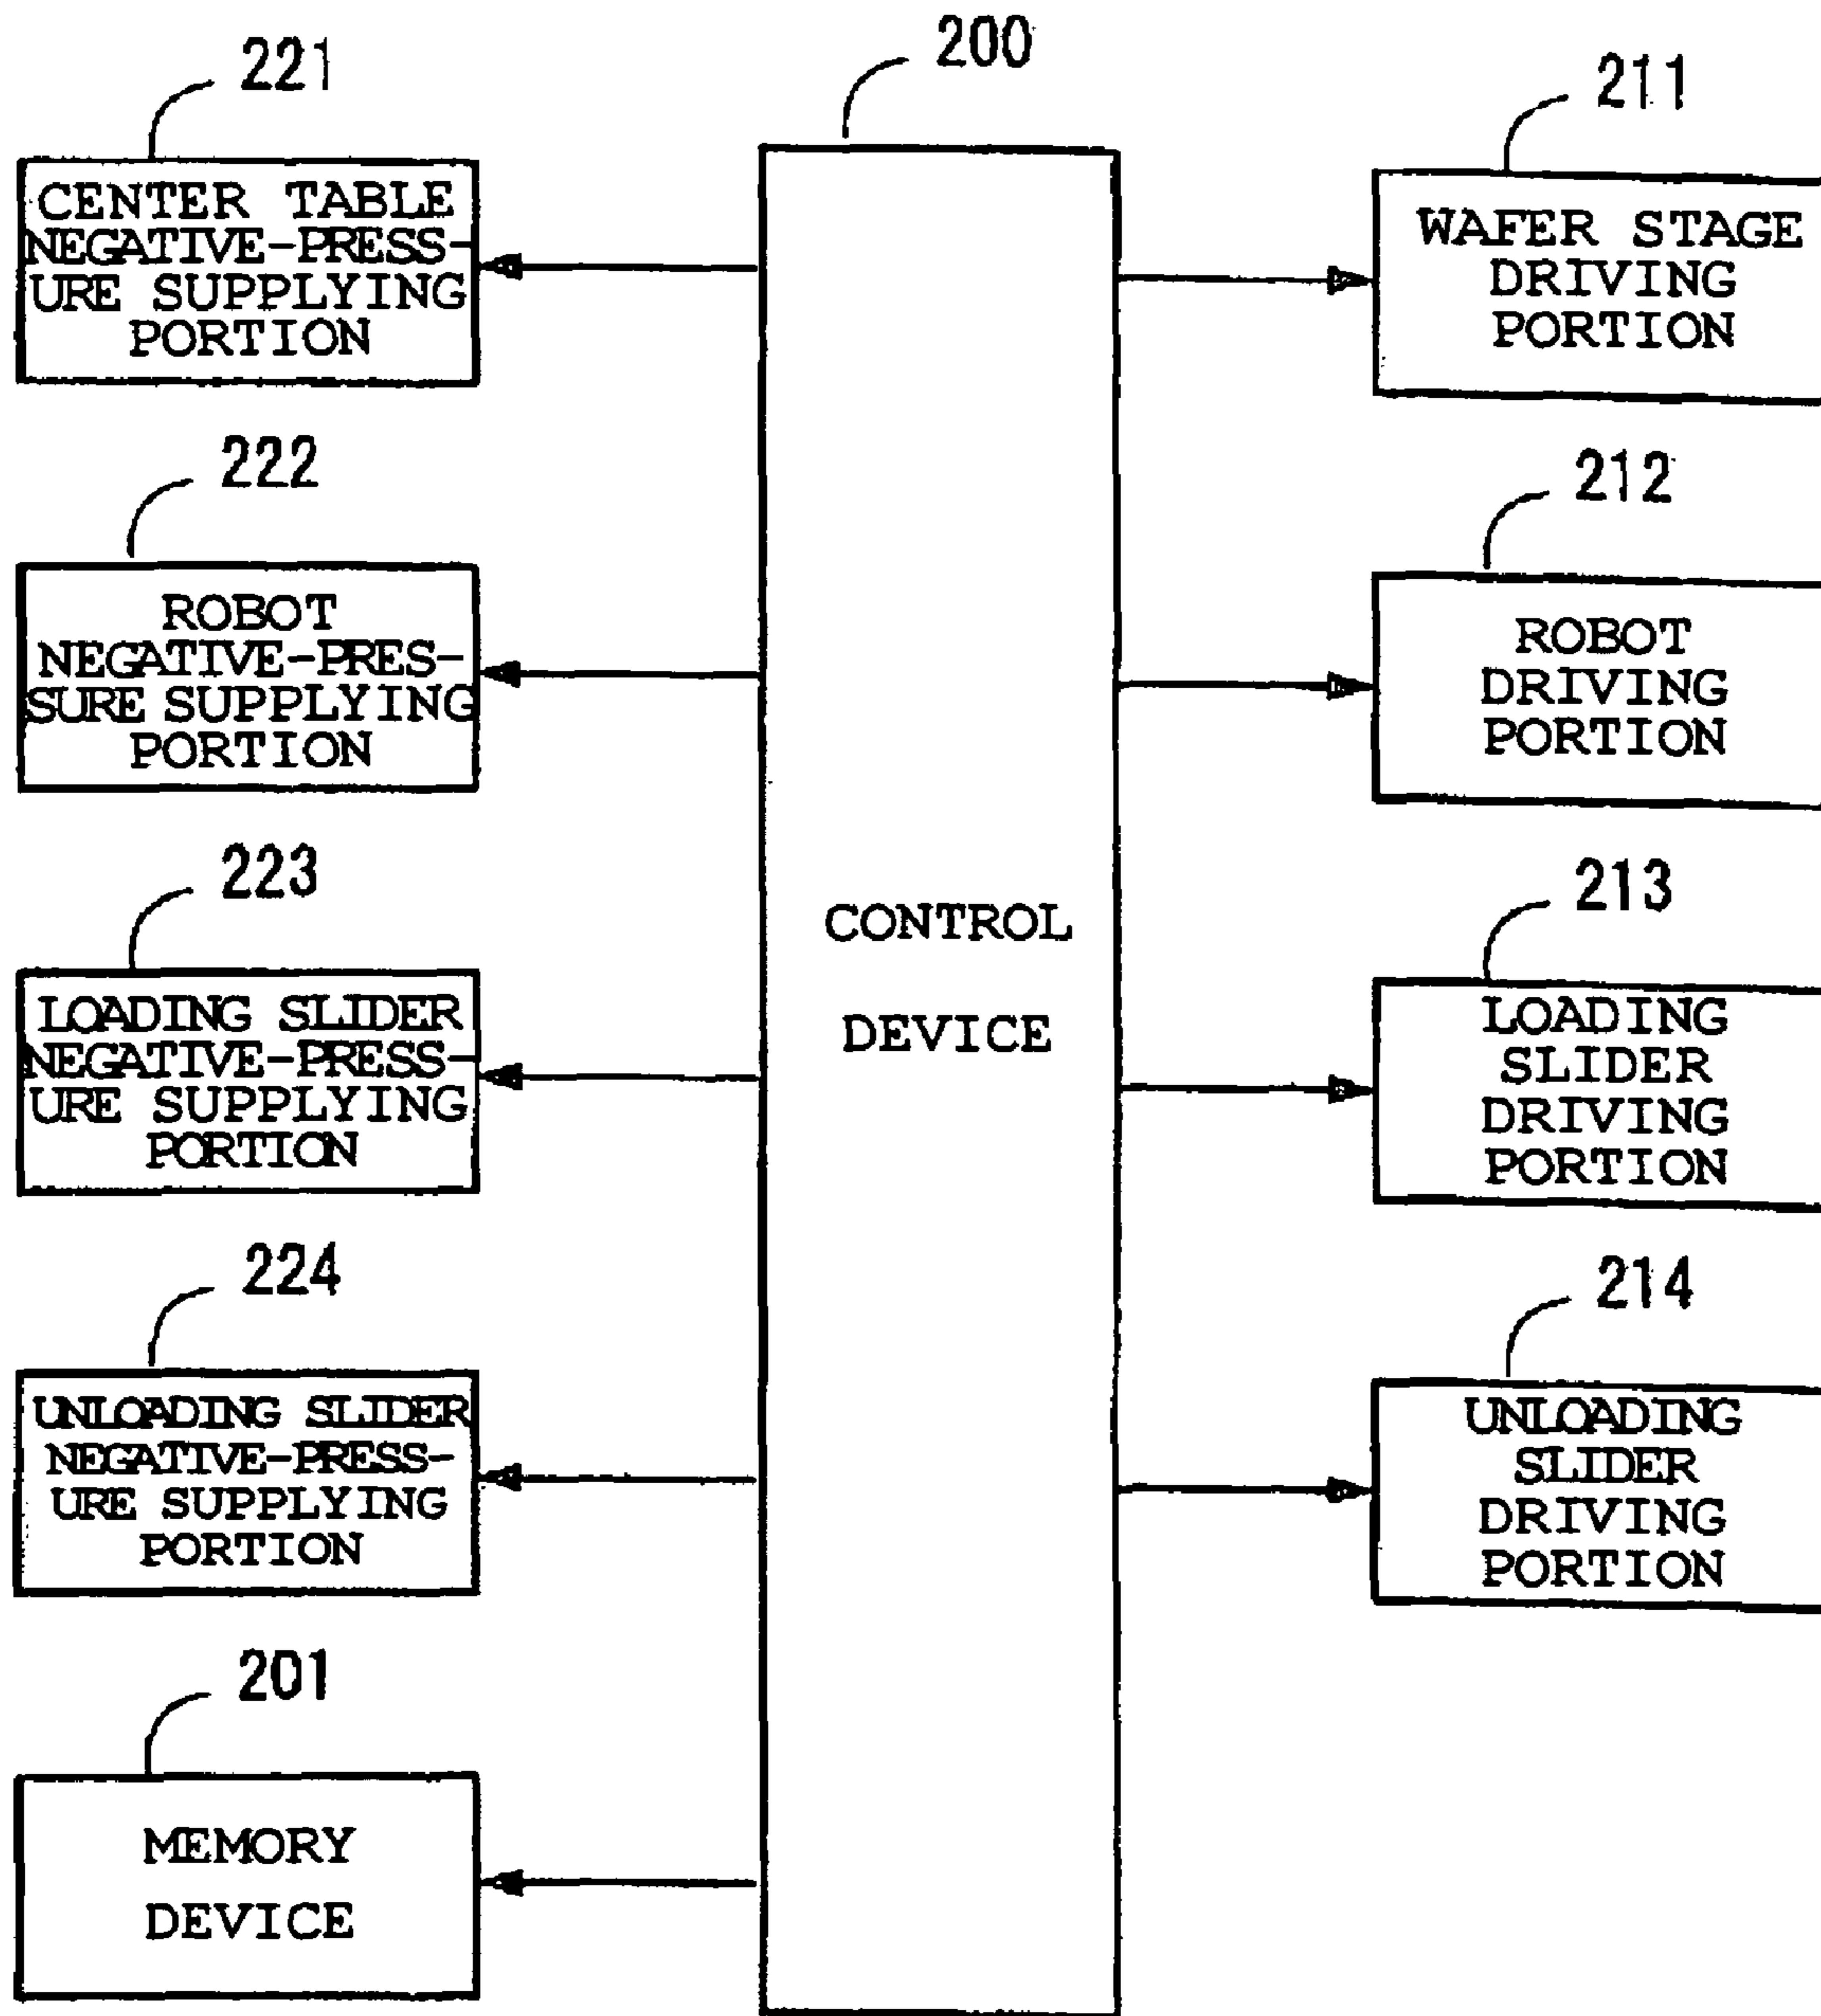 221
CENTER TABLE
NEGATIVE-PRESS-
URE SUPPLYING
PORTION
222
ROBOT
NEGATIVE-PRES-
SURE SUPPLYING
PORTION
223
LOADING SLIDER
NEGATIVE-PRESS-
URE SUPPLYING
PORTION
224
UNLOADING SLIDER
NEGATIVE-PRESS-
URE SUPPLYING
PORTION
201
MEMORY
DEVICE
200
CONTROL
DEVICE
211
WAFER STAGE
DRIVING
PORTION
212
ROBOT
DRIVING
PORTION
213
LOADING
SLIDER
DRIVING
PORTION
214
UNLOADING
SLIDER
DRIVING
PORTION